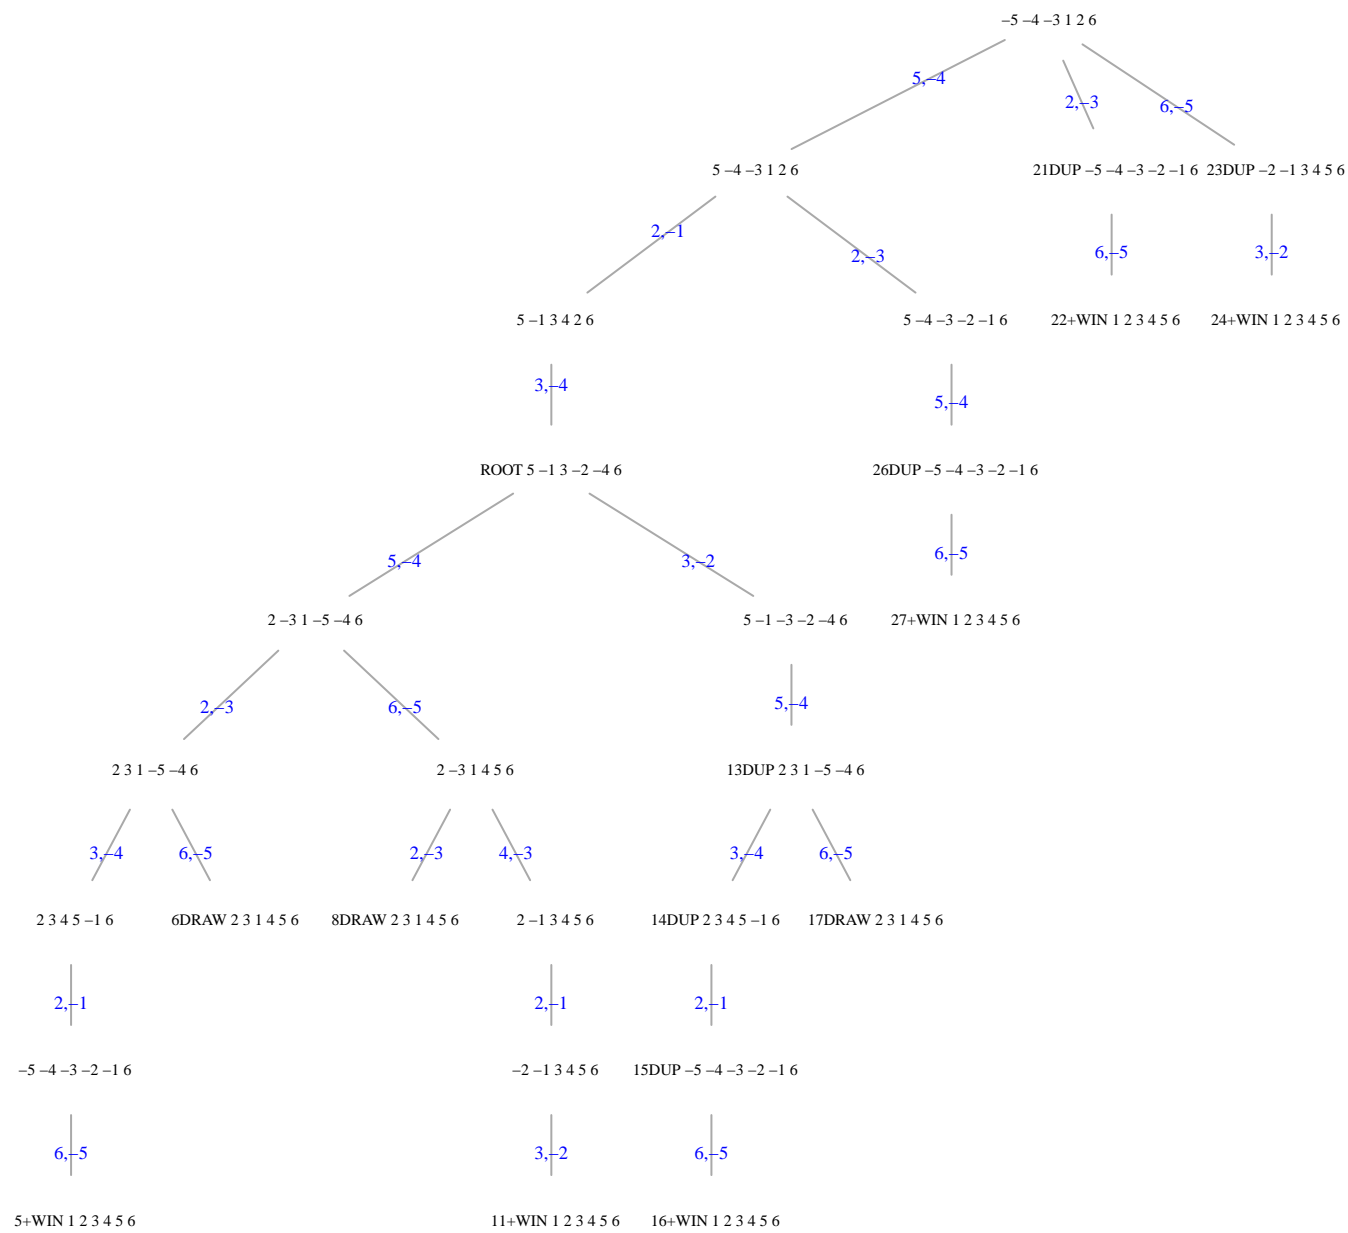 –5 –4 –3 1 2 6
5,–4
2,–3
6,–5
5 –4 –3 1 2 6
21DUP –5 –4 –3 –2 –1 6
23DUP –2 –1 3 4 5 6
2,–1
2,–3
6,–5
3,–2
5 –1 3 4 2 6
5 –4 –3 –2 –1 6
22+WIN 1 2 3 4 5 6
24+WIN 1 2 3 4 5 6
3,–4
5,–4
ROOT 5 –1 3 –2 –4 6
26DUP –5 –4 –3 –2 –1 6
5,–4
3,–2
6,–5
2 –3 1 –5 –4 6
5 –1 –3 –2 –4 6
27+WIN 1 2 3 4 5 6
2,–3
6,–5
5,–4
2 3 1 –5 –4 6
2 –3 1 4 5 6
13DUP 2 3 1 –5 –4 6
3,–4
6,–5
2,–3
4,–3
3,–4
6,–5
2 3 4 5 –1 6
6DRAW 2 3 1 4 5 6
8DRAW 2 3 1 4 5 6
2 –1 3 4 5 6
14DUP 2 3 4 5 –1 6
17DRAW 2 3 1 4 5 6
2,–1
2,–1
2,–1
–5 –4 –3 –2 –1 6
–2 –1 3 4 5 6
15DUP –5 –4 –3 –2 –1 6
6,–5
3,–2
6,–5
5+WIN 1 2 3 4 5 6
11+WIN 1 2 3 4 5 6
16+WIN 1 2 3 4 5 6